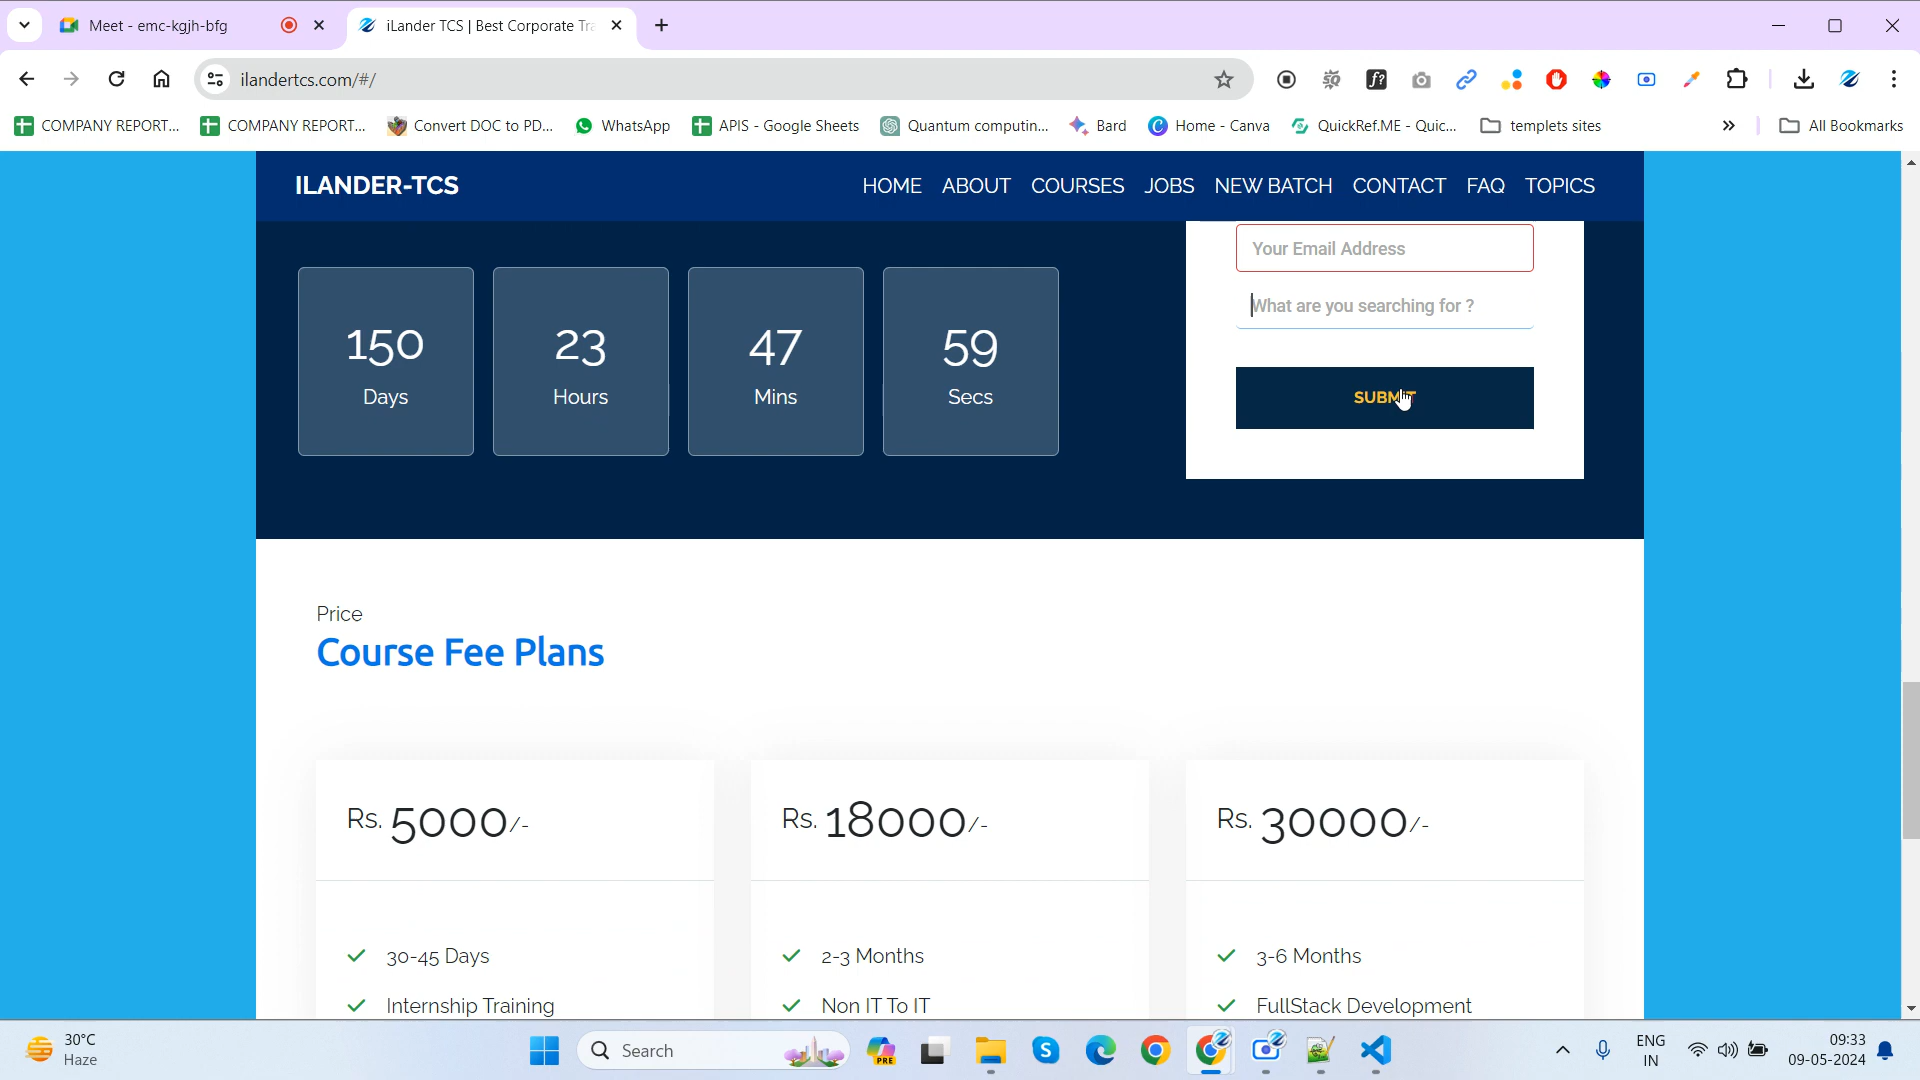 Meet - emc-kgjh-bfg
iLander TCS | Best Corporate Tra
ilandertcs.com/#/
COMPANY REPORT...
COMPANY REPORT...
Convert DOC to PD...
WhatsApp
APIS - Google Sheets
Quantum computin...
Bard
Home - Canva
QuickRef.ME - Quic...
templets sites
All Bookmarks
ILANDER-TCS
HOME ABOUT COURSES JOBS NEW BATCH CONTACT FAQ TOPICS
Your Email Address
What are you searching for ?
SUBMIT
150 23 47 59
Days Hours Mins Secs
Price
Course Fee Plans
Rs. 5000/-
30-45 Days
Internship Training
Rs. 18000/-
2-3 Months
Non IT To IT
Rs. 30000/-
3-6 Months
FullStack Development
30°C
Haze
Search
PRE
ENG
IN
09:33
09-05-2024